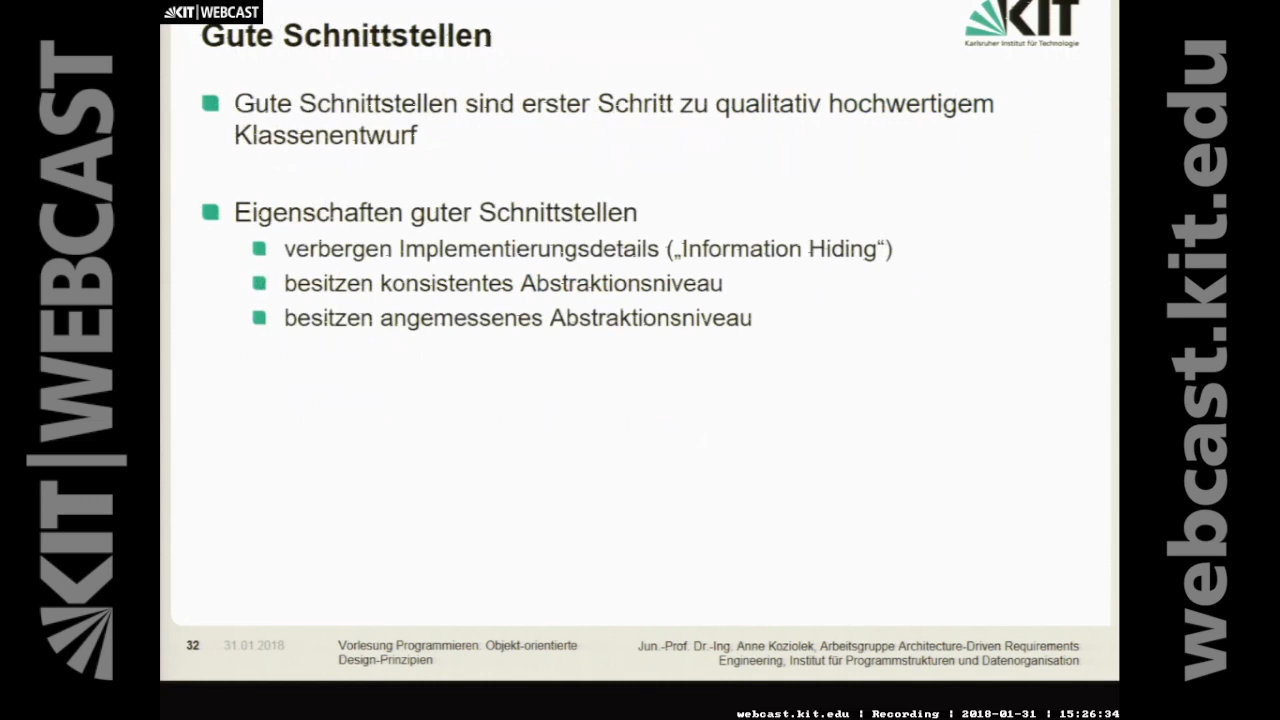 KIT|WEBCAST
Gute Schnittstellen
KIT
Karlsruher Institut für Technologie
Gute Schnittstellen sind erster Schritt zu qualitativ hochwertigem
Klassenentwurf
Eigenschaften guter Schnittstellen
verbergen Implementierungsdetails („Information Hiding“)
besitzen konsistentes Abstraktionsniveau
besitzen angemessenes Abstraktionsniveau
32
31.01.2018
Vorlesung Programmieren: Objekt-orientierte
Design-Prinzipien
Jun.-Prof. Dr.-Ing. Anne Koziolek, Arbeitsgruppe Architecture-Driven Requirements
Engineering, Institut für Programmstrukturen und Datenorganisation
KIT|WEBCAST
webcast.kit.edu
webcast.kit.edu | Recording | 2018-01-31 | 15:26:34